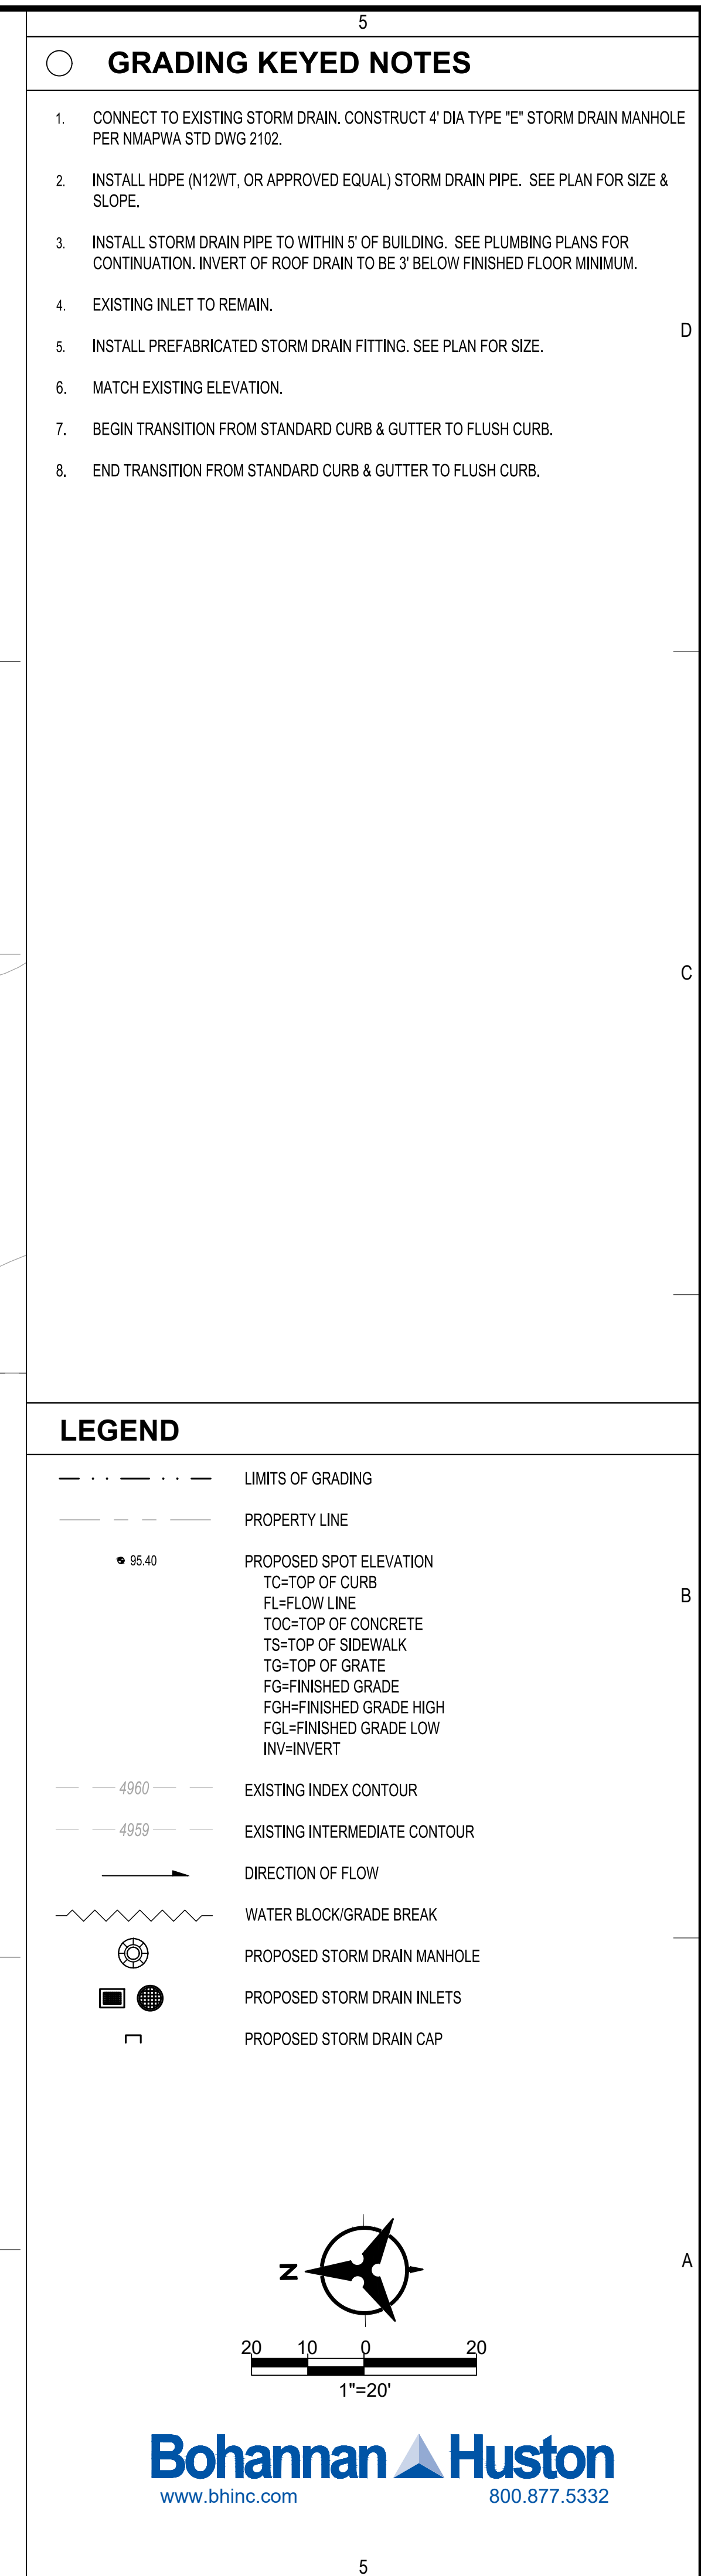 5
GRADING KEYED NOTES
1. CONNECT TO EXISTING STORM DRAIN. CONSTRUCT 4' DIA TYPE "E" STORM DRAIN MANHOLE
PER NMAPWA STD DWG 2102.
2. INSTALL HDPE (N12WT, OR APPROVED EQUAL) STORM DRAIN PIPE. SEE PLAN FOR SIZE &
SLOPE.
3. INSTALL STORM DRAIN PIPE TO WITHIN 5' OF BUILDING. SEE PLUMBING PLANS FOR
CONTINUATION. INVERT OF ROOF DRAIN TO BE 3' BELOW FINISHED FLOOR MINIMUM.
4. EXISTING INLET TO REMAIN.
D
5. INSTALL PREFABRICATED STORM DRAIN FITTING. SEE PLAN FOR SIZE.
6. MATCH EXISTING ELEVATION.
7. BEGIN TRANSITION FROM STANDARD CURB & GUTTER TO FLUSH CURB.
8. END TRANSITION FROM STANDARD CURB & GUTTER TO FLUSH CURB.
C
LEGEND
LIMITS OF GRADING
PROPERTY LINE
95.40 PROPOSED SPOT ELEVATION
TC=TOP OF CURB
B
FL=FLOW LINE
TOC=TOP OF CONCRETE
TS=TOP OF SIDEWALK
TG=TOP OF GRATE
FG=FINISHED GRADE
FGH=FINISHED GRADE HIGH
FGL=FINISHED GRADE LOW
INV=INVERT
4960 EXISTING INDEX CONTOUR
4959 EXISTING INTERMEDIATE CONTOUR
DIRECTION OF FLOW
WATER BLOCK/GRADE BREAK
PROPOSED STORM DRAIN MANHOLE
PROPOSED STORM DRAIN INLETS
PROPOSED STORM DRAIN CAP
A
N
20 10 0 20
1"=20'
Bohannan Huston
www.bhinc.com 800.877.5332
5